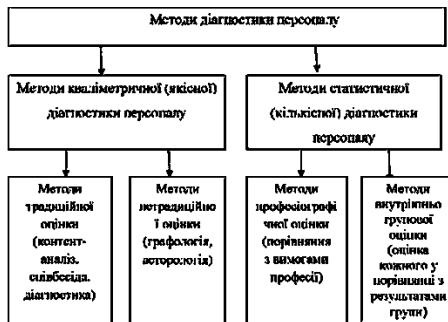 Методи діагностики персоналу
Методи кваліметричної (якісної)
діагностики персоналу
Методи статистичної
(кількісної) діагностики
персоналу
Методи
традиційної
оцінки
(контент-
аналіз.
співбесіда.
діагностика)
Методи
нетрадиційно
ї оцінки
(графологія,
асторологія)
Методи
професіографі
чної оцінки
(порівняння
з вимогами
професії)
Методи
внутрішньо
групової
оцінки
(оцінка
кожного у
порівнянні з
результатами
групи)